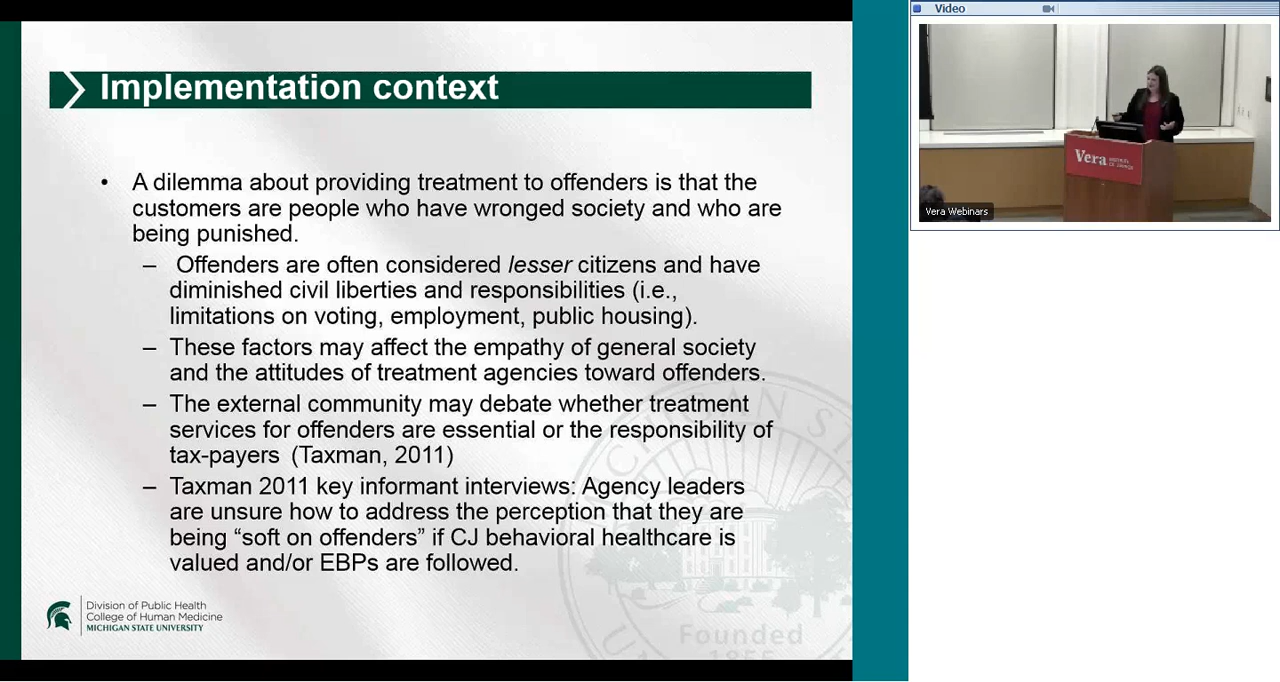 Implementation context
• A dilemma about providing treatment to offenders is that the
customers are people who have wronged society and who are
being punished.
– Offenders are often considered lesser citizens and have
diminished civil liberties and responsibilities (i.e.,
limitations on voting, employment, public housing).
– These factors may affect the empathy of general society
and the attitudes of treatment agencies toward offenders.
– The external community may debate whether treatment
services for offenders are essential or the responsibility of
tax-payers (Taxman, 2011)
– Taxman 2011 key informant interviews: Agency leaders
are unsure how to address the perception that they are
being “soft on offenders” if CJ behavioral healthcare is
valued and/or EBPs are followed.
Division of Public Health
College of Human Medicine
MICHIGAN STATE UNIVERSITY
MICHIGAN STA
Founded
1855
Video
Vera
INSTITUTE
OF JUSTICE
Vera Webinars